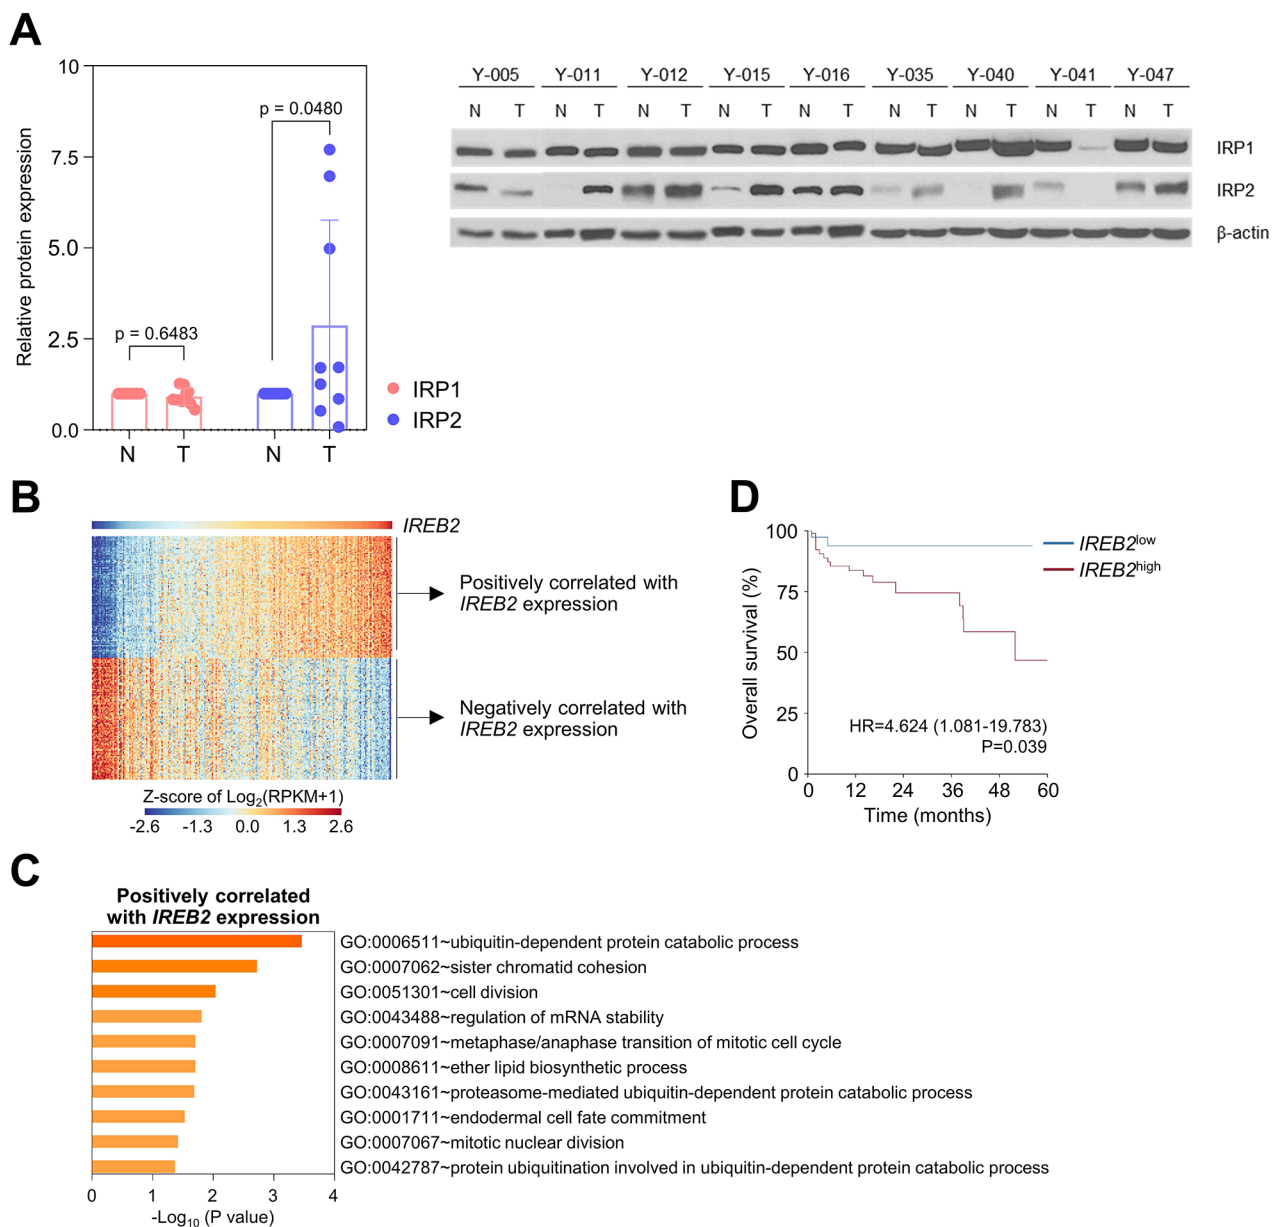 A
10
7.5
5.0
2.5
0.0
Relative protein expression
p = 0.0480
p = 0.6483
N T N T
IRP1
IRP2
Y-005 Y-011 Y-012 Y-015 Y-016 Y-035 Y-040 Y-041 Y-047
N T N T N T N T N T N T N T N T N T
IRP1
IRP2
β-actin
B
IREB2
Positively correlated with
IREB2 expression
Negatively correlated with
IREB2 expression
Z-score of Log2(RPKM+1)
-2.6 -1.3 0.0 1.3 2.6
D
100
75
50
25
0
Overall survival (%)
IREB2low
IREB2high
HR=4.624 (1.081-19.783)
P=0.039
0 12 24 36 48 60
Time (months)
C
Positively correlated
with IREB2 expression
GO:0006511~ubiquitin-dependent protein catabolic process
GO:0007062~sister chromatid cohesion
GO:0051301~cell division
GO:0043488~regulation of mRNA stability
GO:0007091~metaphase/anaphase transition of mitotic cell cycle
GO:0008611~ether lipid biosynthetic process
GO:0043161~proteasome-mediated ubiquitin-dependent protein catabolic process
GO:0001711~endodermal cell fate commitment
GO:0007067~mitotic nuclear division
GO:0042787~protein ubiquitination involved in ubiquitin-dependent protein catabolic process
0 1 2 3 4
-Log10 (P value)